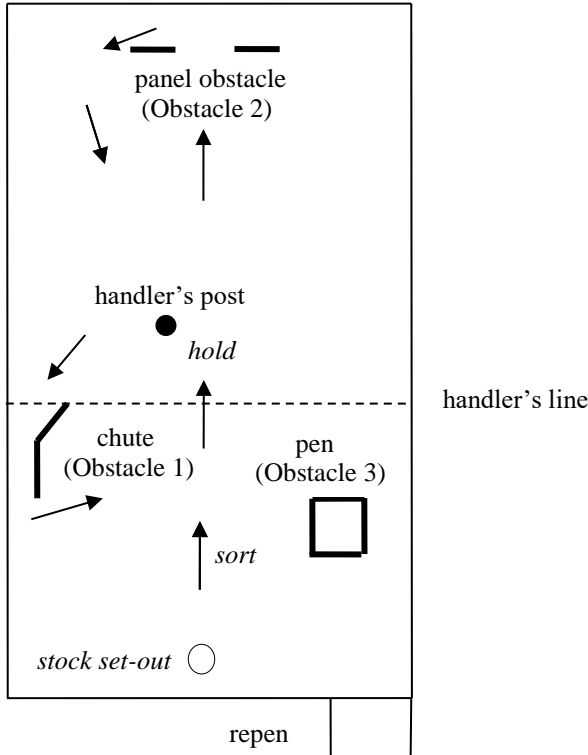 panel obstacle
(Obstacle 2)
handler’s post
hold
handler’s line
chute
(Obstacle 1)
pen
(Obstacle 3)
sort
stock set-out
repen